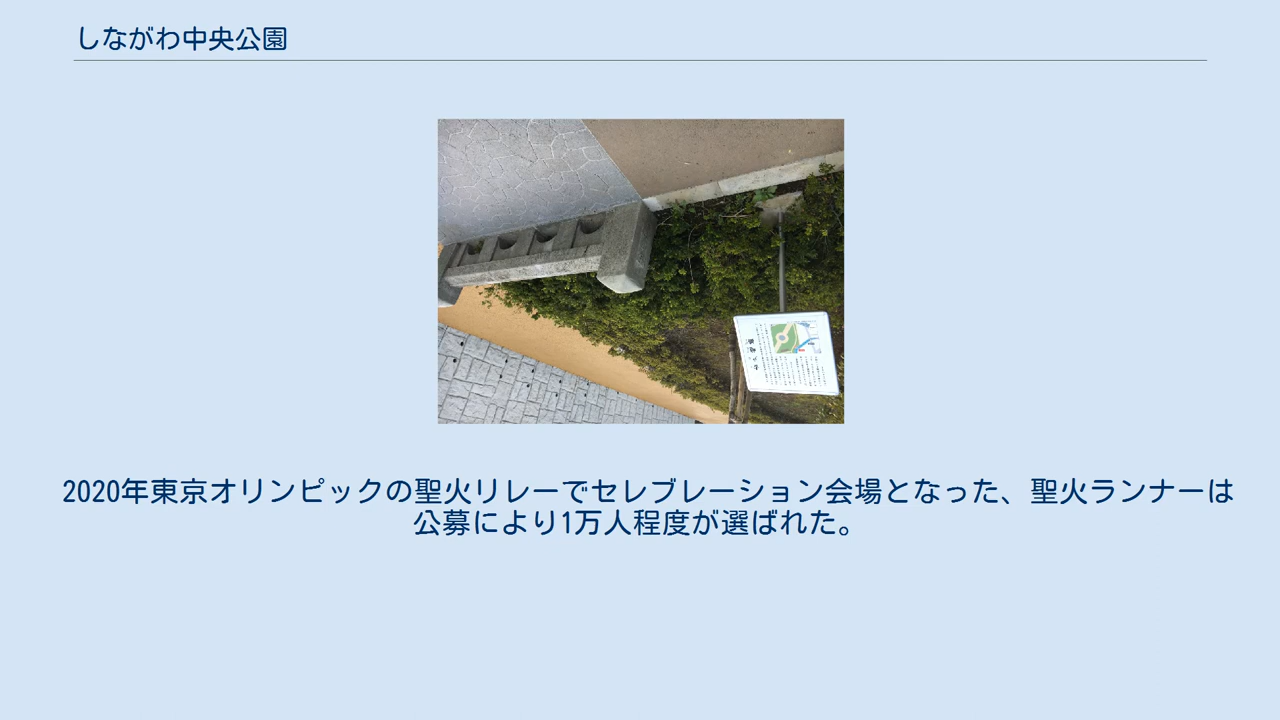 しながわ中央公園
2020年東京オリンピックの聖火リレーでセレブレーション会場となった、聖火ランナーは
公募により1万人程度が選ばれた。